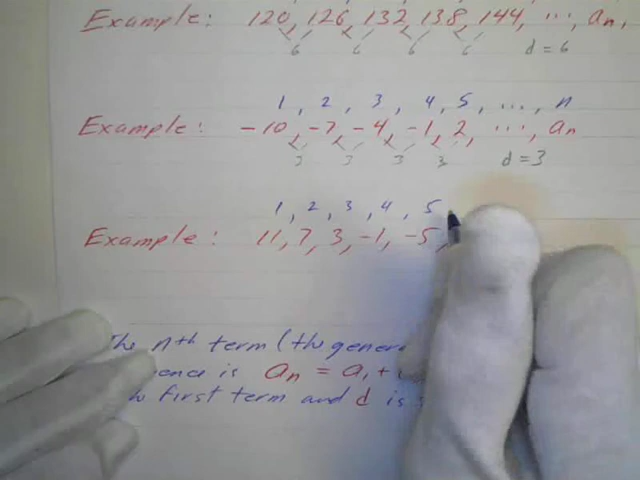 Example: 120, 126, 132, 138, 144, ..., an,
6 6 6 6 d = 6
1, 2, 3, 4, 5, ..., n
Example: -10, -7, -4, -1, 2, ..., an
3 3 3 3 d = 3
1, 2, 3, 4, 5
Example: 11, 7, 3, -1, -5,
nth term (the genera
is an = a1 +
first term and d is